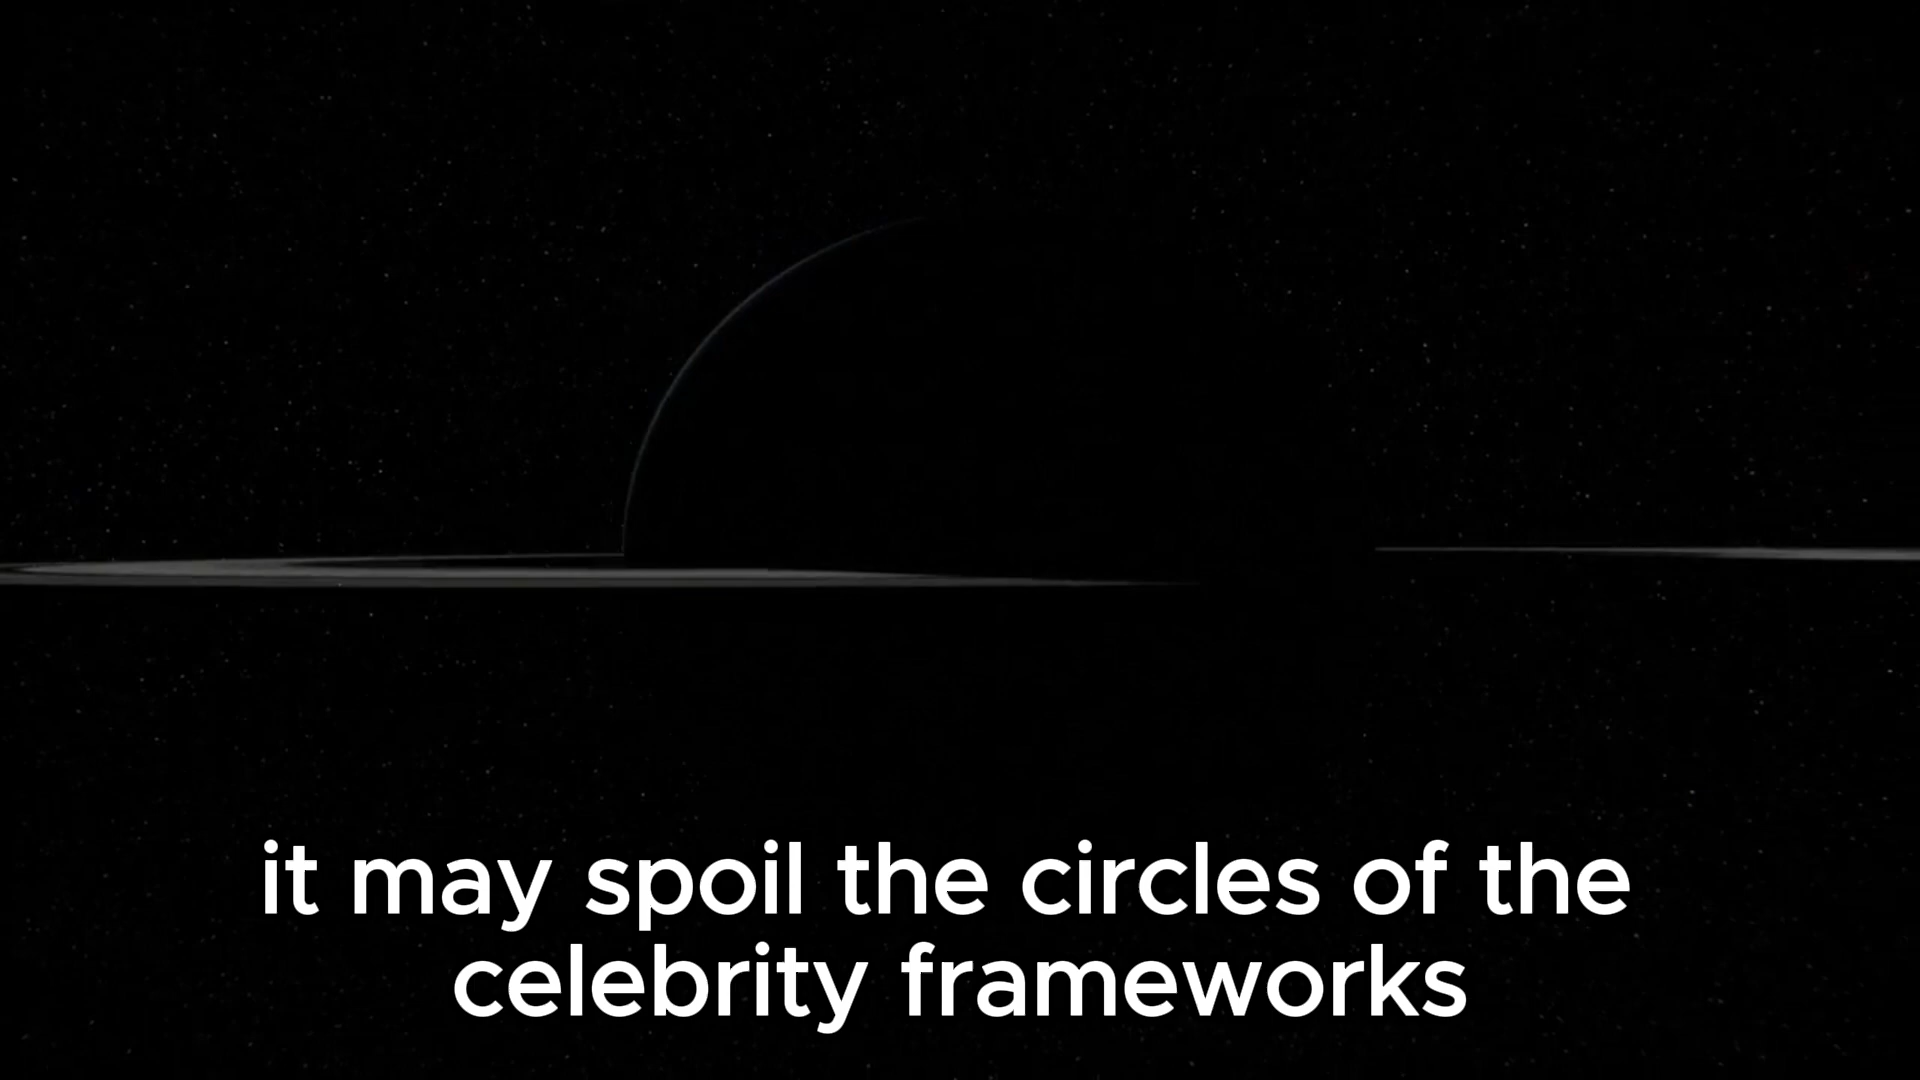 it may spoil the circles of the
celebrity frameworks